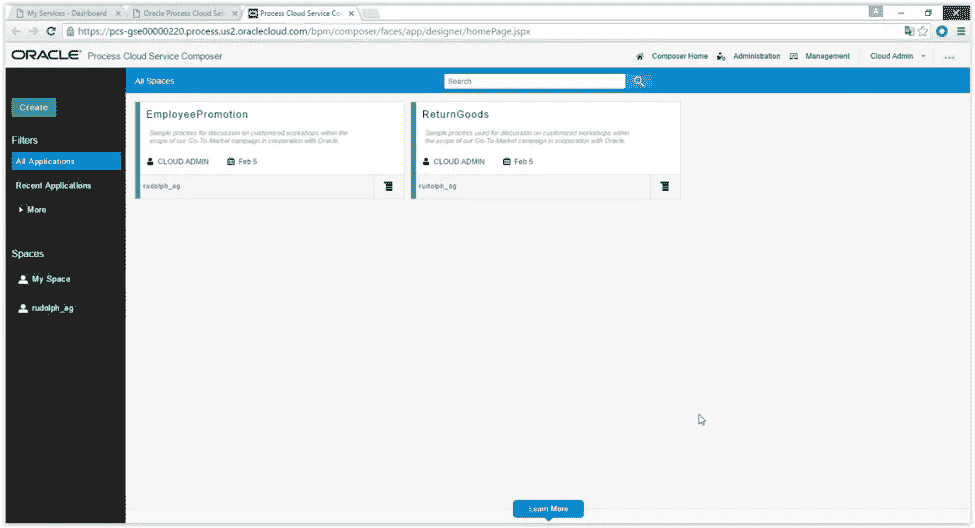 My Services - Dashboard
Oracle Process Cloud Ser
Process Cloud Service Co
https://pcs-gse00000220.process.us2.oraclecloud.com/bpm/composer/faces/app/designer/homePage.jspx
ORACLE Process Cloud Service Composer
Composer Home Administration Management Cloud Admin
All Spaces Search
Create
Filters
All Applications
Recent Applications
More
Spaces
My Space
rudolph_ag
EmployeePromotion
Sample process for discussion on customized workshops within
the scope of our Go-To-Market campaign in cooperation with Oracle.
CLOUD ADMIN Feb 5
rudolph_ag
ReturnGoods
Sample process used for discussion on customized workshops within
the scope of our Go-To-Market campaign in cooperation with Oracle.
CLOUD ADMIN Feb 5
rudolph_ag
Learn More